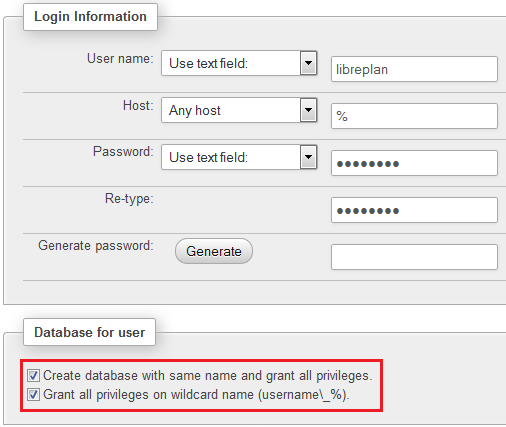 Login Information
User name: Use text field: libreplan
Host: Any host %
Password: Use text field: ••••••••
Re-type: ••••••••
Generate password: Generate
Database for user
Create database with same name and grant all privileges.
Grant all privileges on wildcard name (username\_%).